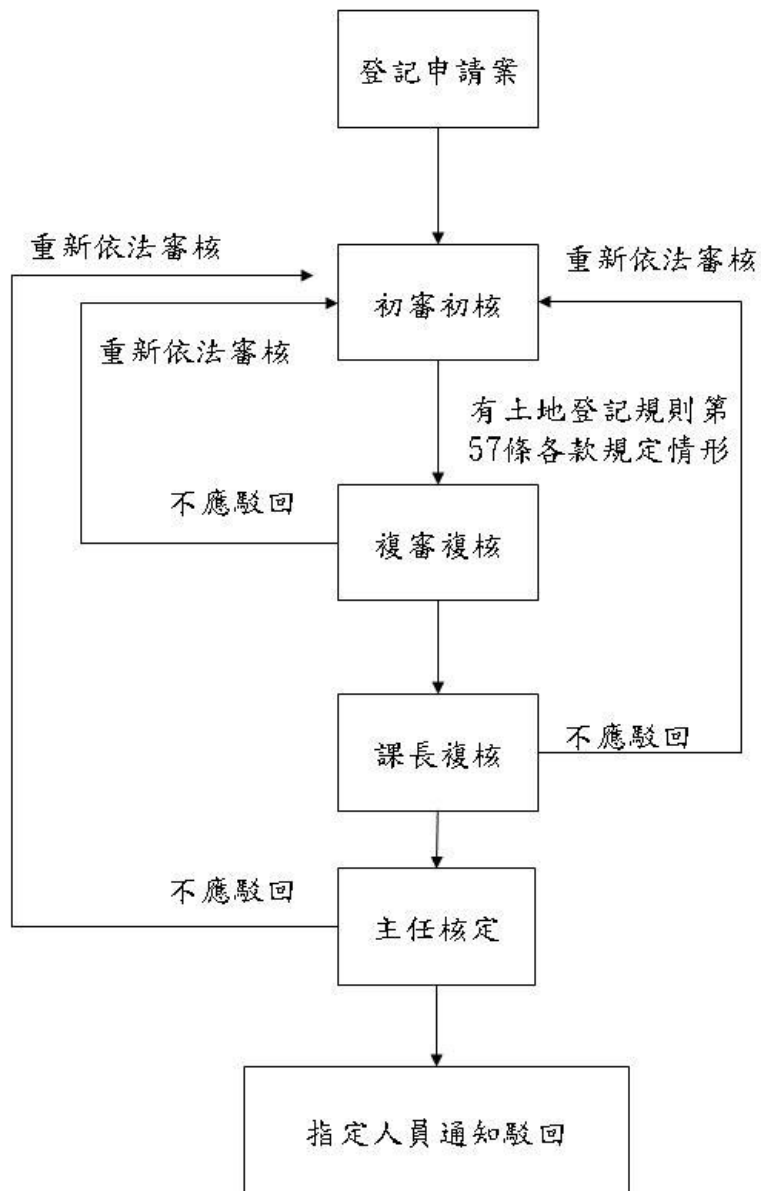 登記申請案
重新依法審核
重新依法審核
初審初核
重新依法審核
有土地登記規則第
57條各款規定情形
不應駁回
複審複核
課長複核
不應駁回
不應駁回
主任核定
指定人員通知駁回